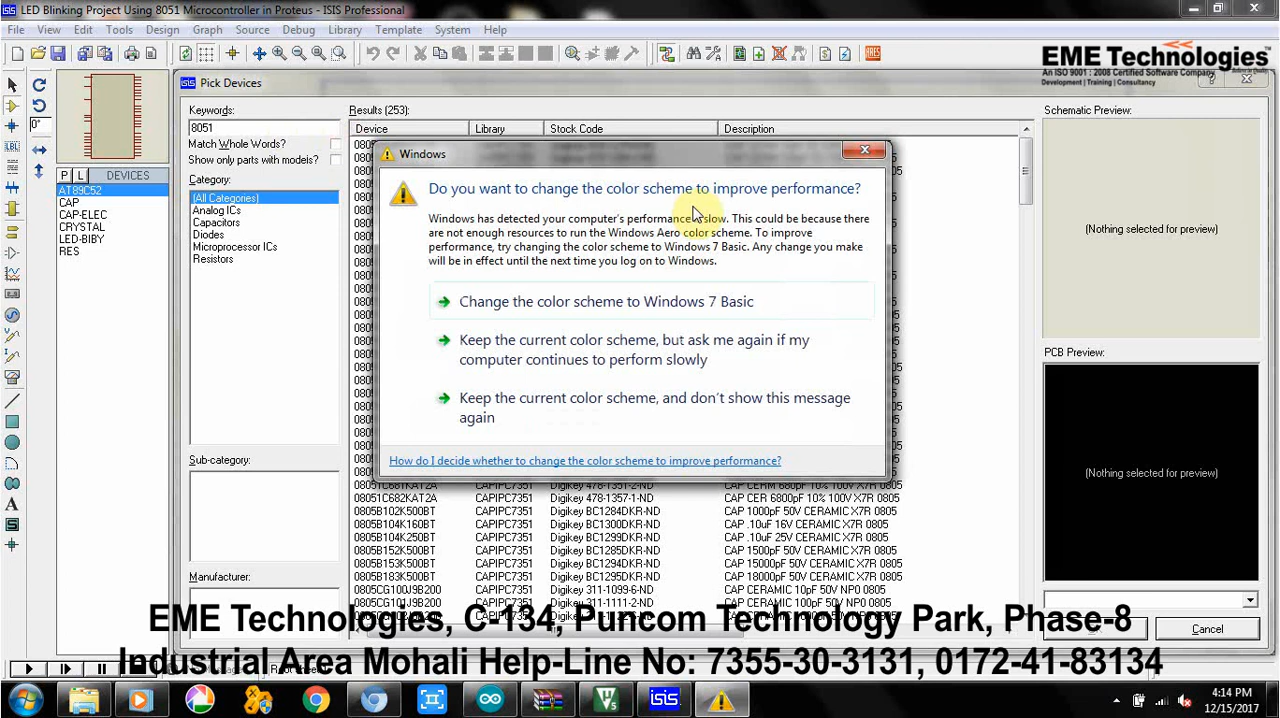 LED Blinking Project Using 8051 Microcontroller in Proteus - ISIS Professional
File View Edit Tools Design Graph Source Debug Library Template System Help
EME Technologies
An ISO 9001 : 2008 Certified Software Company
Development | Training | Consultancy
Pick Devices
Keywords:
8051
Match Whole Words?
Show only parts with models?
Category:
(All Categories)
Analog ICs
Capacitors
Diodes
Microprocessor ICs
Resistors
Sub-category:
Manufacturer:
0°
P L DEVICES
AT89C52
CAP
CAP-ELEC
CRYSTAL
LED-BIBY
RES
Results (253):
Device Library Stock Code Description
Windows
Do you want to change the color scheme to improve performance?
Windows has detected your computer's performance is slow. This could be because there
are not enough resources to run the Windows Aero color scheme. To improve
performance, try changing the color scheme to Windows 7 Basic. Any change you make
will be in effect until the next time you log on to Windows.
Change the color scheme to Windows 7 Basic
Keep the current color scheme, but ask me again if my
computer continues to perform slowly
Keep the current color scheme, and don't show this message
again
How do I decide whether to change the color scheme to improve performance?
08051C682KAT2A CAPIPC7351 Digikey 478-1357-1-ND CAP CER 6800pF 10% 100V X7R 0805
0805B102K500BT CAPIPC7351 Digikey BC1284DKR-ND CAP 1000pF 50V CERAMIC X7R 0805
0805B104K160BT CAPIPC7351 Digikey BC1300DKR-ND CAP .10uF 16V CERAMIC X7R 0805
0805B104K250BT CAPIPC7351 Digikey BC1299DKR-ND CAP .10uF 25V CERAMIC X7R 0805
0805B152K500BT CAPIPC7351 Digikey BC1285DKR-ND CAP 1500pF 50V CERAMIC X7R 0805
0805B153K500BT CAPIPC7351 Digikey BC1294DKR-ND CAP 15000pF 50V CERAMIC X7R 0805
0805B183K500BT CAPIPC7351 Digikey BC1295DKR-ND CAP 18000pF 50V CERAMIC X7R 0805
0805CG100J9B200 CAPIPC7351 Digikey 311-1099-6-ND CAP CERAMIC 10pF 50V NP0 0805
Schematic Preview:
(Nothing selected for preview)
PCB Preview:
(Nothing selected for preview)
Cancel
EME Technologies, C-134, Puncom Technology Park, Phase-8
Industrial Area Mohali Help-Line No: 7355-30-3131, 0172-41-83134
4:14 PM
12/15/2017